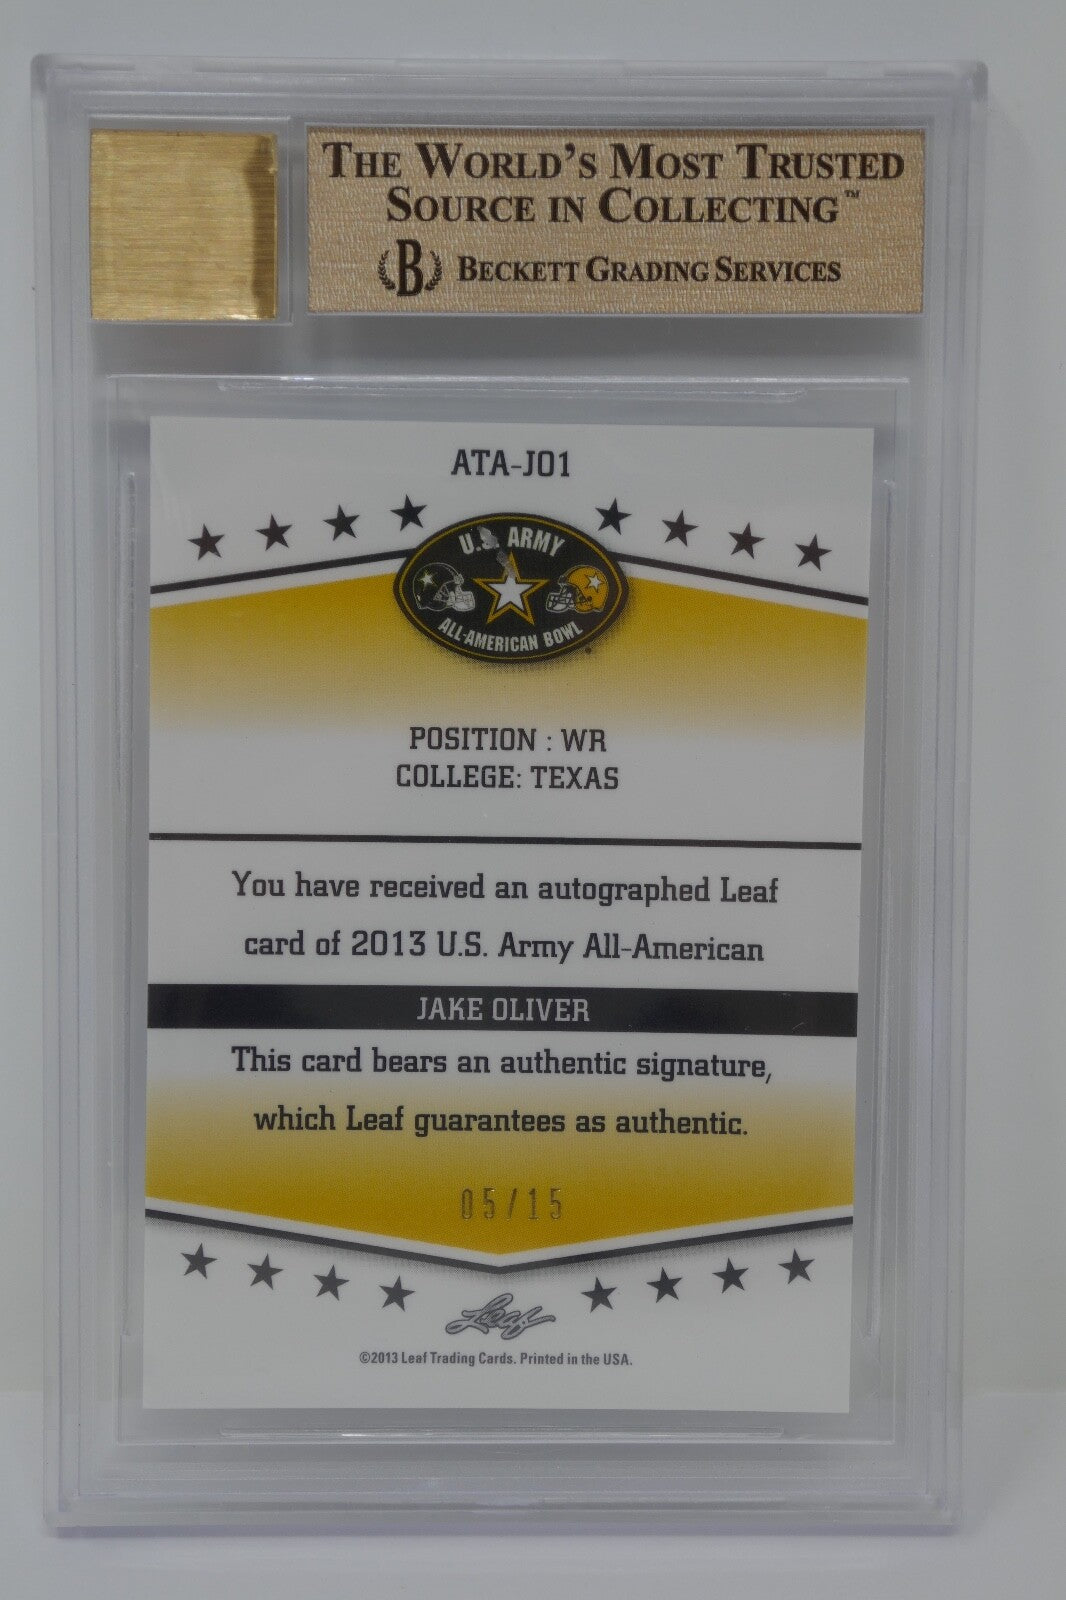 THE WORLD'S MOST TRUSTED
SOURCE IN COLLECTING™
B BECKETT GRADING SERVICES
ATA-JO1
U.S. ARMY
ALL-AMERICAN BOWL
POSITION : WR
COLLEGE: TEXAS
You have received an autographed Leaf
card of 2013 U.S. Army All-American
JAKE OLIVER
This card bears an authentic signature,
which Leaf guarantees as authentic.
05/15
Leaf
©2013 Leaf Trading Cards. Printed in the USA.